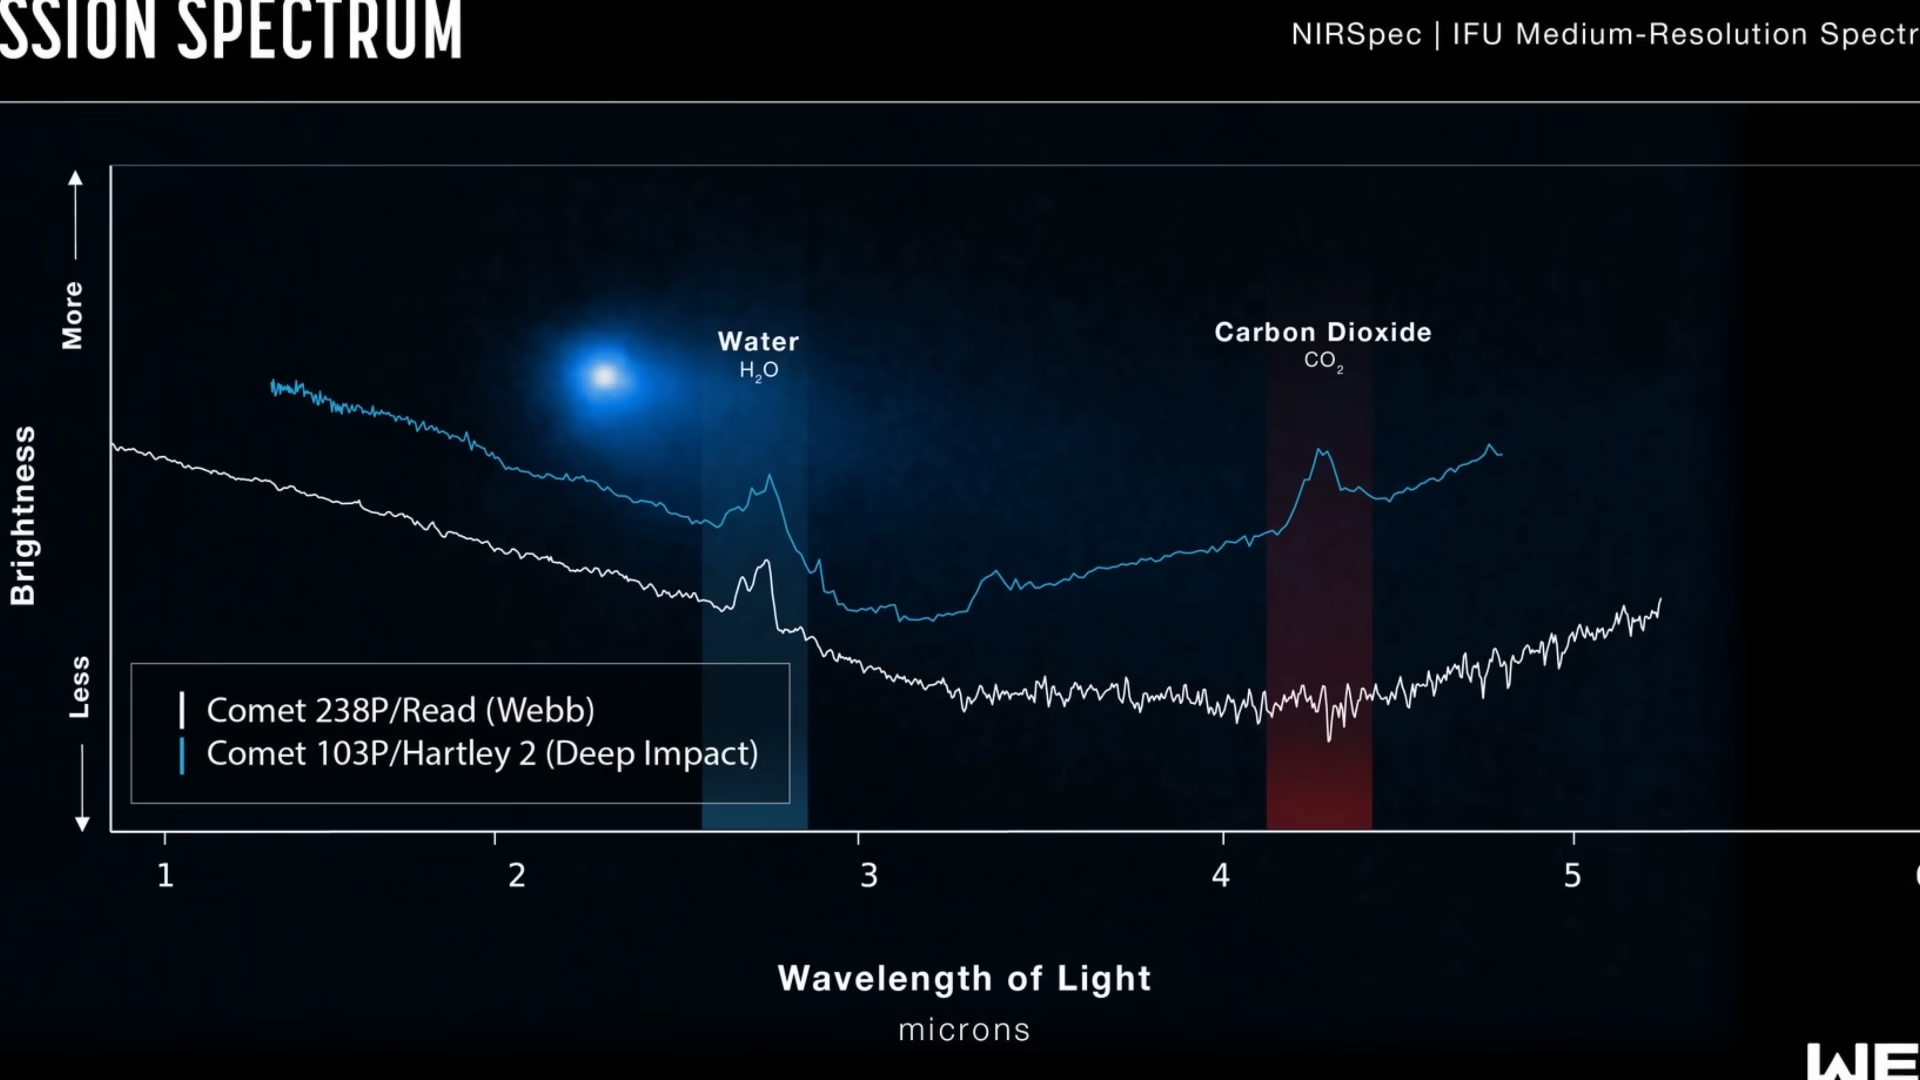 SSION SPECTRUM
NIRSpec | IFU Medium-Resolution Spectr
More
Brightness
Less
Water
H₂O
Carbon Dioxide
CO₂
Comet 238P/Read (Webb)
Comet 103P/Hartley 2 (Deep Impact)
1 2 3 4 5
Wavelength of Light
microns
WE